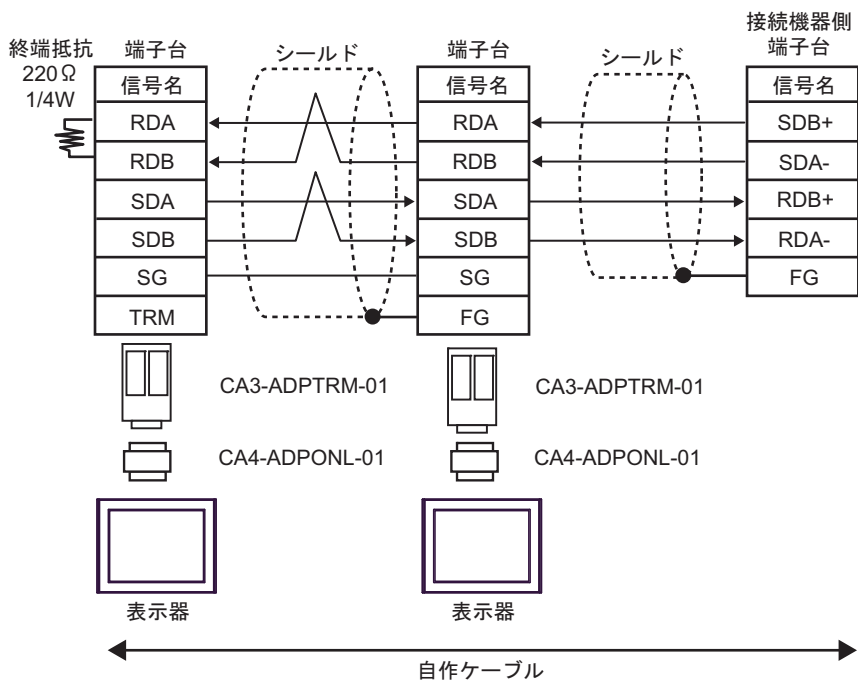 終端抵抗
220Ω
1/4W
端子台
信号名
RDA
RDB
SDA
SDB
SG
TRM
シールド
端子台
信号名
RDA
RDB
SDA
SDB
SG
FG
シールド
接続機器側
端子台
信号名
SDB+
SDA-
RDB+
RDA-
FG
CA3-ADPTRM-01
CA3-ADPTRM-01
CA4-ADPONL-01
CA4-ADPONL-01
表示器
表示器
自作ケーブル